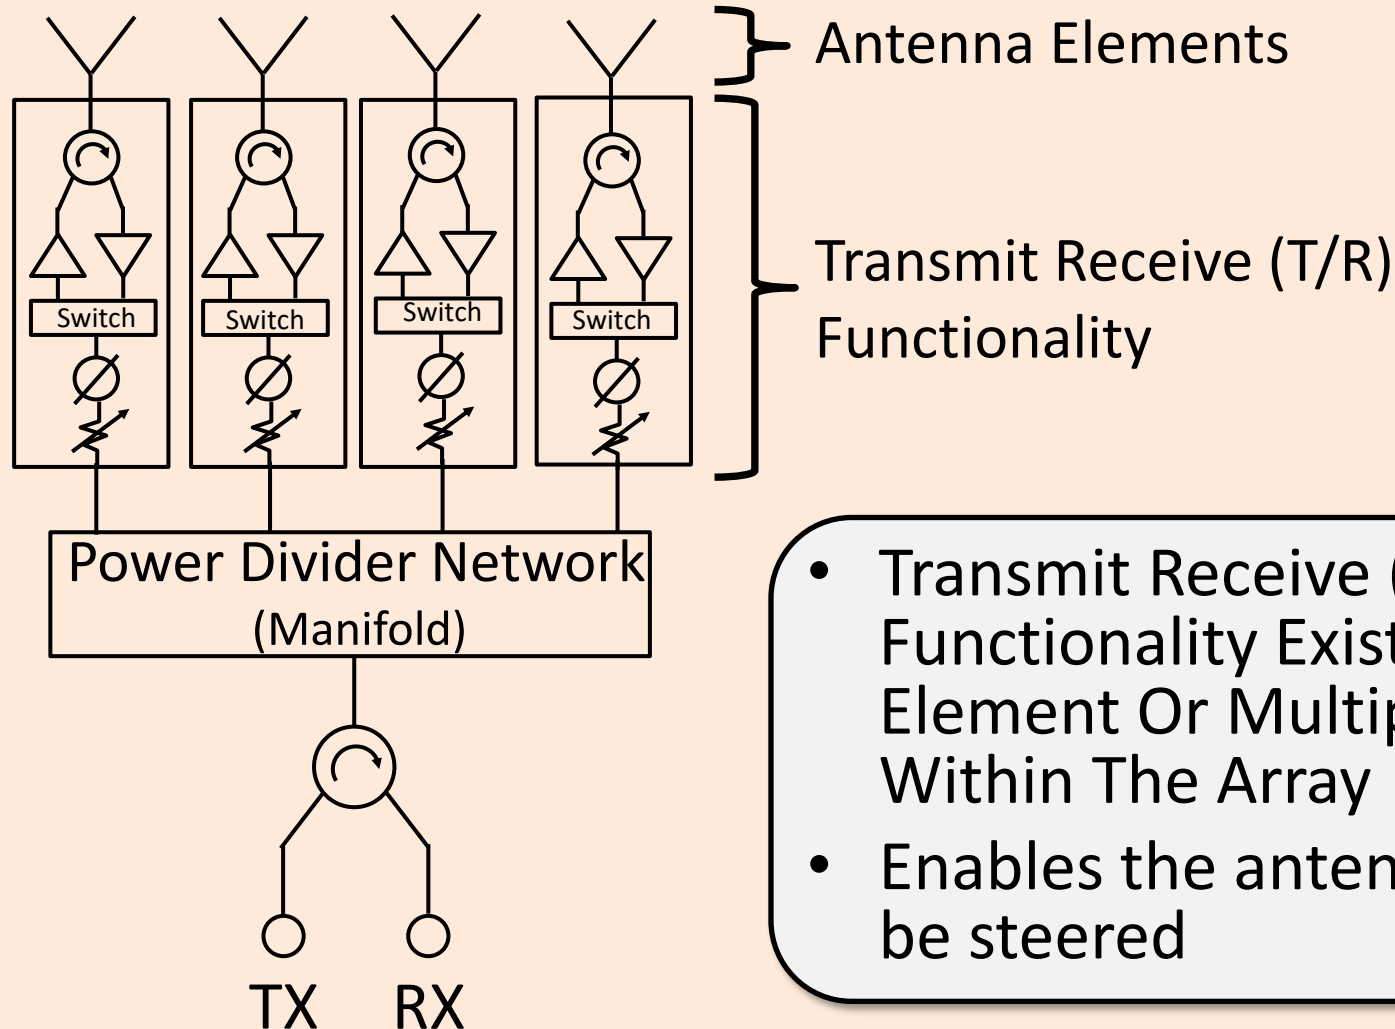 Antenna Elements
Transmit Receive (T/R)
Functionality
Switch
Switch
Switch
Switch
Power Divider Network
(Manifold)
TX RX
• Transmit Receive (
Functionality Exist
Element Or Multip
Within The Array
• Enables the anten
be steered